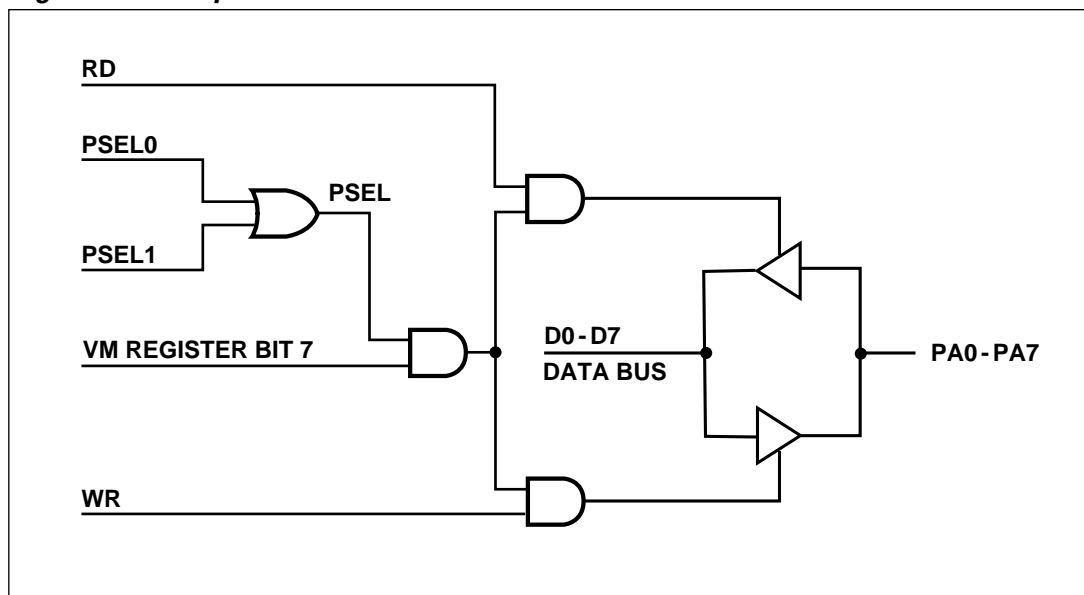 RD
PSEL0
PSEL
PSEL1
VM REGISTER BIT 7
D0 - D7
DATA BUS
PA0 - PA7
WR